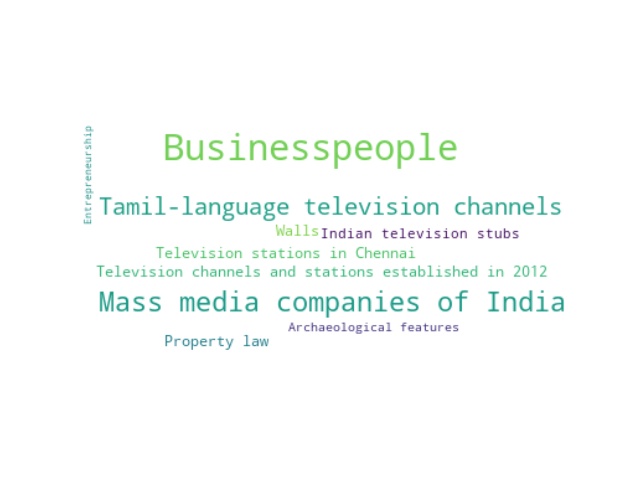 Entrepreneurship
Businesspeople
Tamil-language television channels
Walls
Indian television stubs
Television stations in Chennai
Television channels and stations established in 2012
Mass media companies of India
Archaeological features
Property law